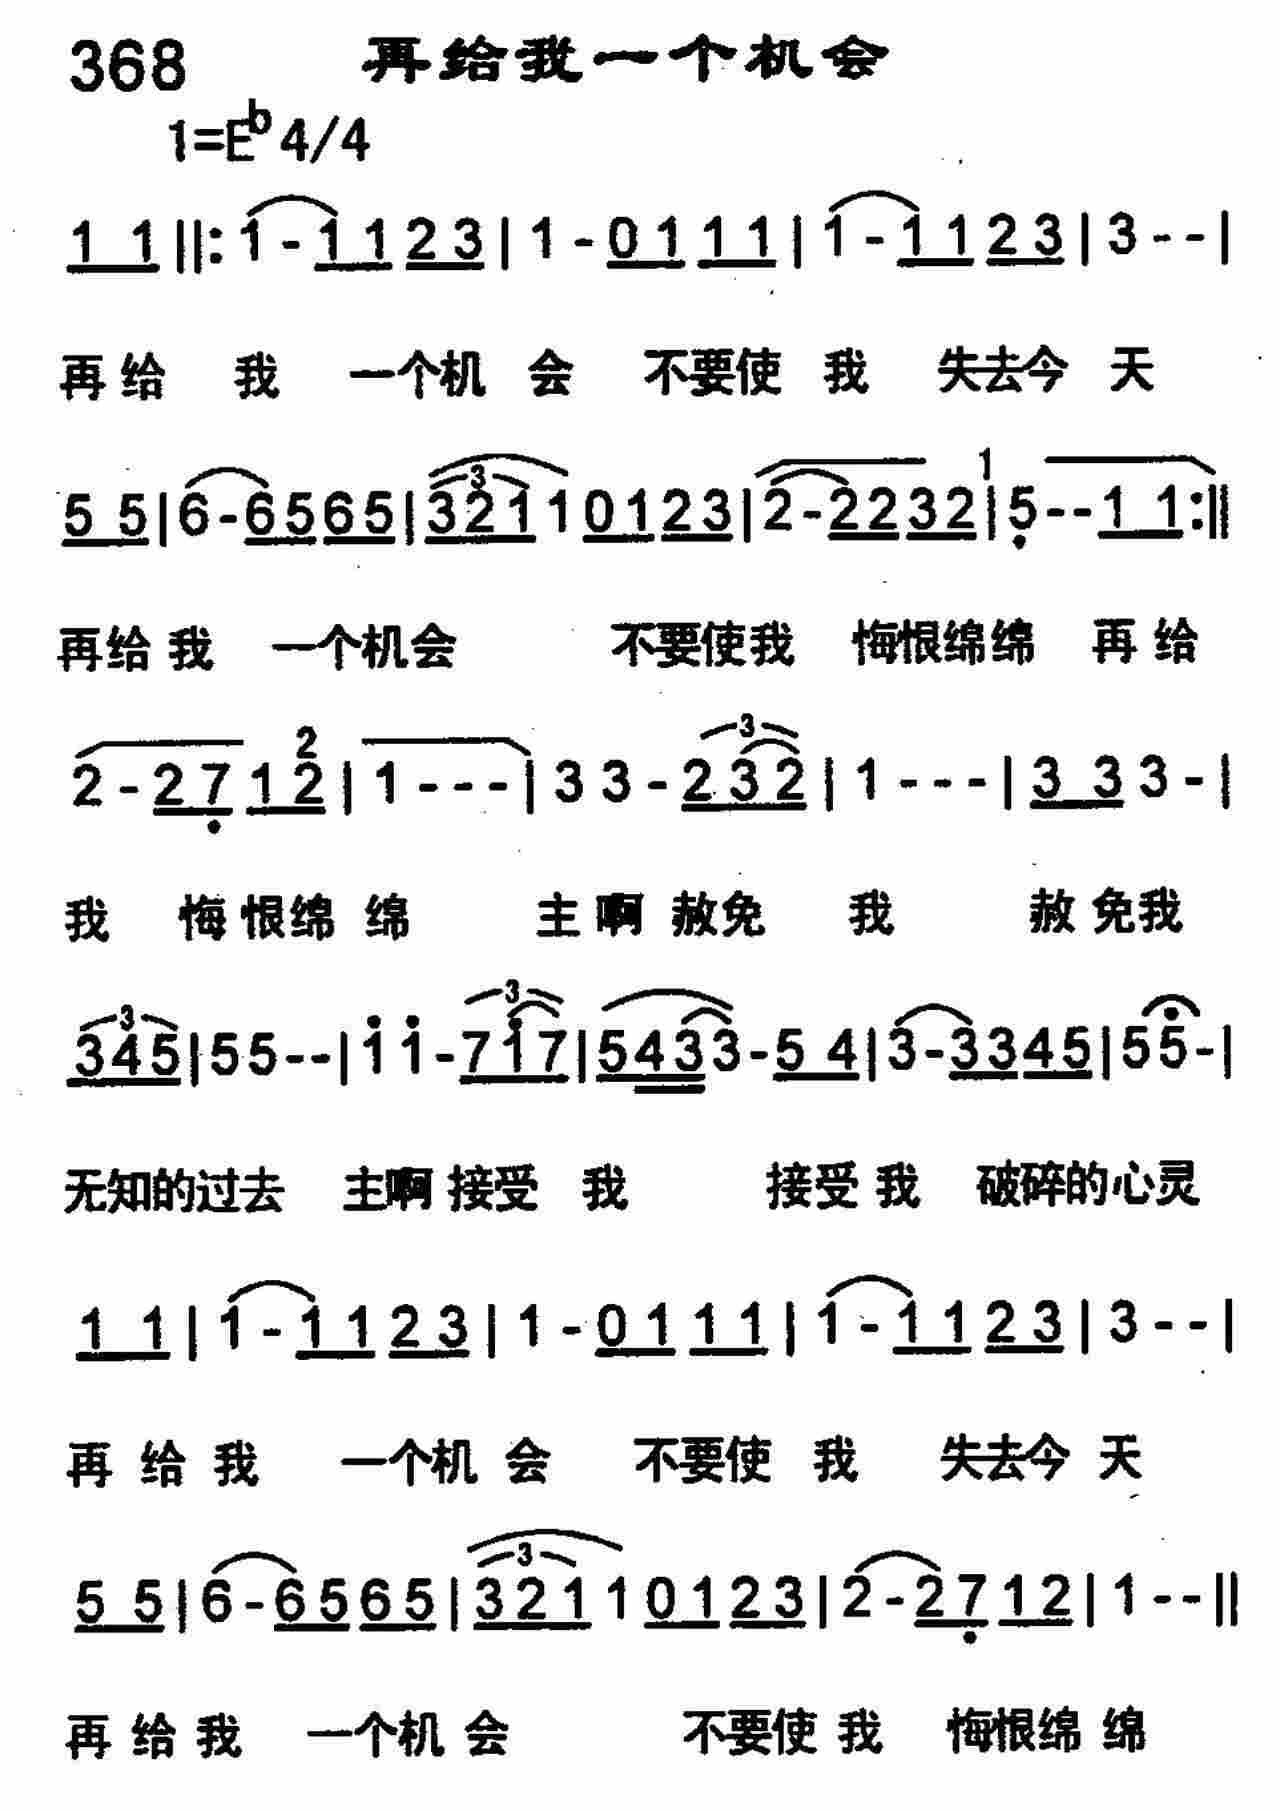 368 再给我一个机会
1=E♭ 4/4
1 1 ||: 1 - 1 1 2 3 | 1 - 0 1 1 1 | 1 - 1 1 2 3 | 3 - - |
再给 我 一个机 会 不要使 我 失去今 天
5 5 | 6 - 6 5 6 5 | 3 2 1 1 0 1 2 3 | 2 - 2 2 3 2 | 5̣ - - 1 1 :||
再给 我 一个机会 不要使我 悔恨绵绵 再给
2 - 2 7̣ 1 2 | 1 - - - | 3 3 - 2 3 2 | 1 - - - | 3 3 3 - |
我 悔恨绵 绵 主啊 赦免 我 赦免我
3 4 5 | 5 5 - - | 1̇ 1̇ - 7 1̇ 7 | 5 4 3 3 - 5 4 | 3 - 3 3 4 5 | 5 5 - |
无知的过去 主啊接受 我 接受我 破碎的心灵
1 1 | 1 - 1 1 2 3 | 1 - 0 1 1 1 | 1 - 1 1 2 3 | 3 - - |
再 给 我 一个机 会 不要使 我 失去今 天
5 5 | 6 - 6 5 6 5 | 3 2 1 1 0 1 2 3 | 2 - 2 7̣ 1 2 | 1 - - ||
再 给 我 一个机 会 不要使 我 悔恨绵 绵